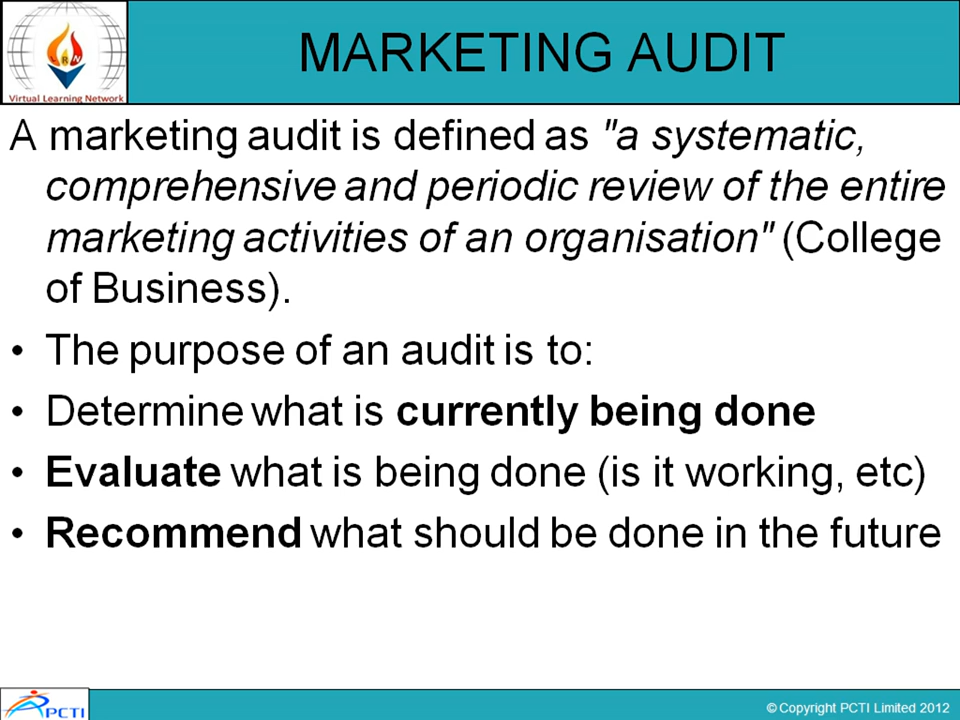 MARKETING AUDIT
Virtual Learning Network
A marketing audit is defined as "a systematic,
comprehensive and periodic review of the entire
marketing activities of an organisation" (College
of Business).
• The purpose of an audit is to:
• Determine what is currently being done
• Evaluate what is being done (is it working, etc)
• Recommend what should be done in the future
PCTI
© Copyright PCTI Limited 2012